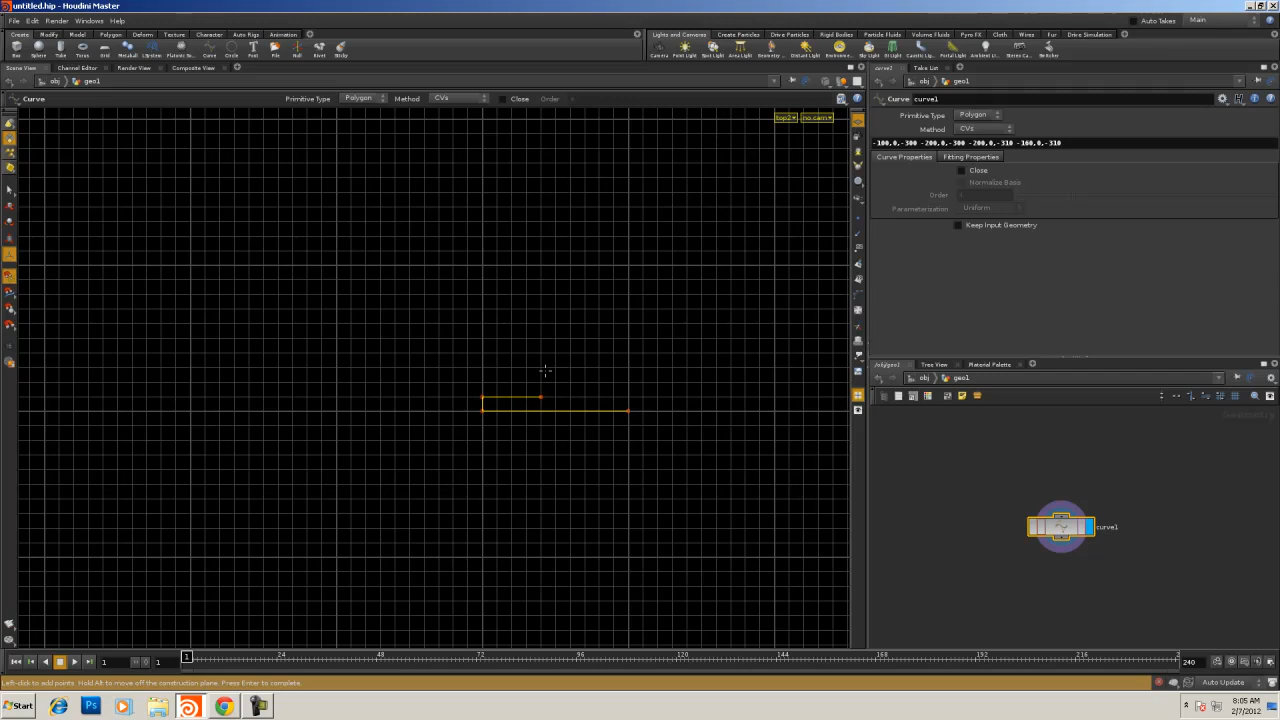 untitled.hip - Houdini Master
File Edit Render Windows Help
Auto Takes Main
Create Modify Model Polygon Deform Texture Character Auto Rigs Animation
Lights and Cameras Create Particles Drive Particles Rigid Bodies Particle Fluids Cloth Wires Fur Drive Simulation
Volume Fluids Pyro FX
Box Sphere Tube Torus Grid Metaball L-System Platonic So... Curve Circle Font File Null Rivet Sticky
Camera Point Light Spot Light Area Light Geometry ... Distant Light Environme... Sky Light GI Light Caustic Lig... Portal Light Ambient Li... Stereo Ca... Switcher
Scene View Channel Editor Render View Composite View
curve1 Take List
obj geo1
obj geo1
Curve Primitive Type Polygon Method CVs Close Order
Curve curve1
top2 no cam
Primitive Type Polygon
Method CVs
-100,0,-300 -200,0,-300 -200,0,-310 -160,0,-310
Curve Properties Fitting Properties
Close
Normalize Basis
Order
Parameterization Uniform
Keep Input Geometry
/obj/geo1 Tree View Material Palette
obj geo1
curve1
1 1 1 24 48 72 96 120 144 168 192 216 2 240
Left-click to add points. Hold Alt to move off the construction plane. Press Enter to complete.
Auto Update
Start
8:05 AM
2/7/2012